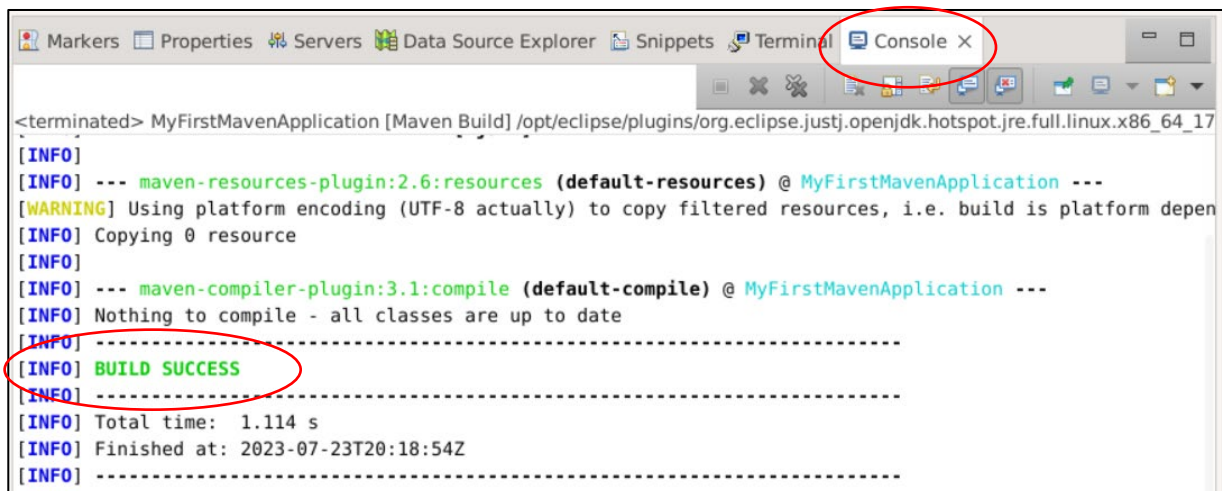 Markers Properties Servers Data Source Explorer Snippets Terminal Console
<terminated> MyFirstMavenApplication [Maven Build] /opt/eclipse/plugins/org.eclipse.justj.openjdk.hotspot.jre.full.linux.x86_64_17
[INFO]
[INFO] --- maven-resources-plugin:2.6:resources (default-resources) @ MyFirstMavenApplication ---
[WARNING] Using platform encoding (UTF-8 actually) to copy filtered resources, i.e. build is platform depen
[INFO] Copying 0 resource
[INFO]
[INFO] --- maven-compiler-plugin:3.1:compile (default-compile) @ MyFirstMavenApplication ---
[INFO] Nothing to compile - all classes are up to date
[INFO] ------------------------------------------------------------------------
[INFO] BUILD SUCCESS
[INFO] ------------------------------------------------------------------------
[INFO] Total time:  1.114 s
[INFO] Finished at: 2023-07-23T20:18:54Z
[INFO] ------------------------------------------------------------------------